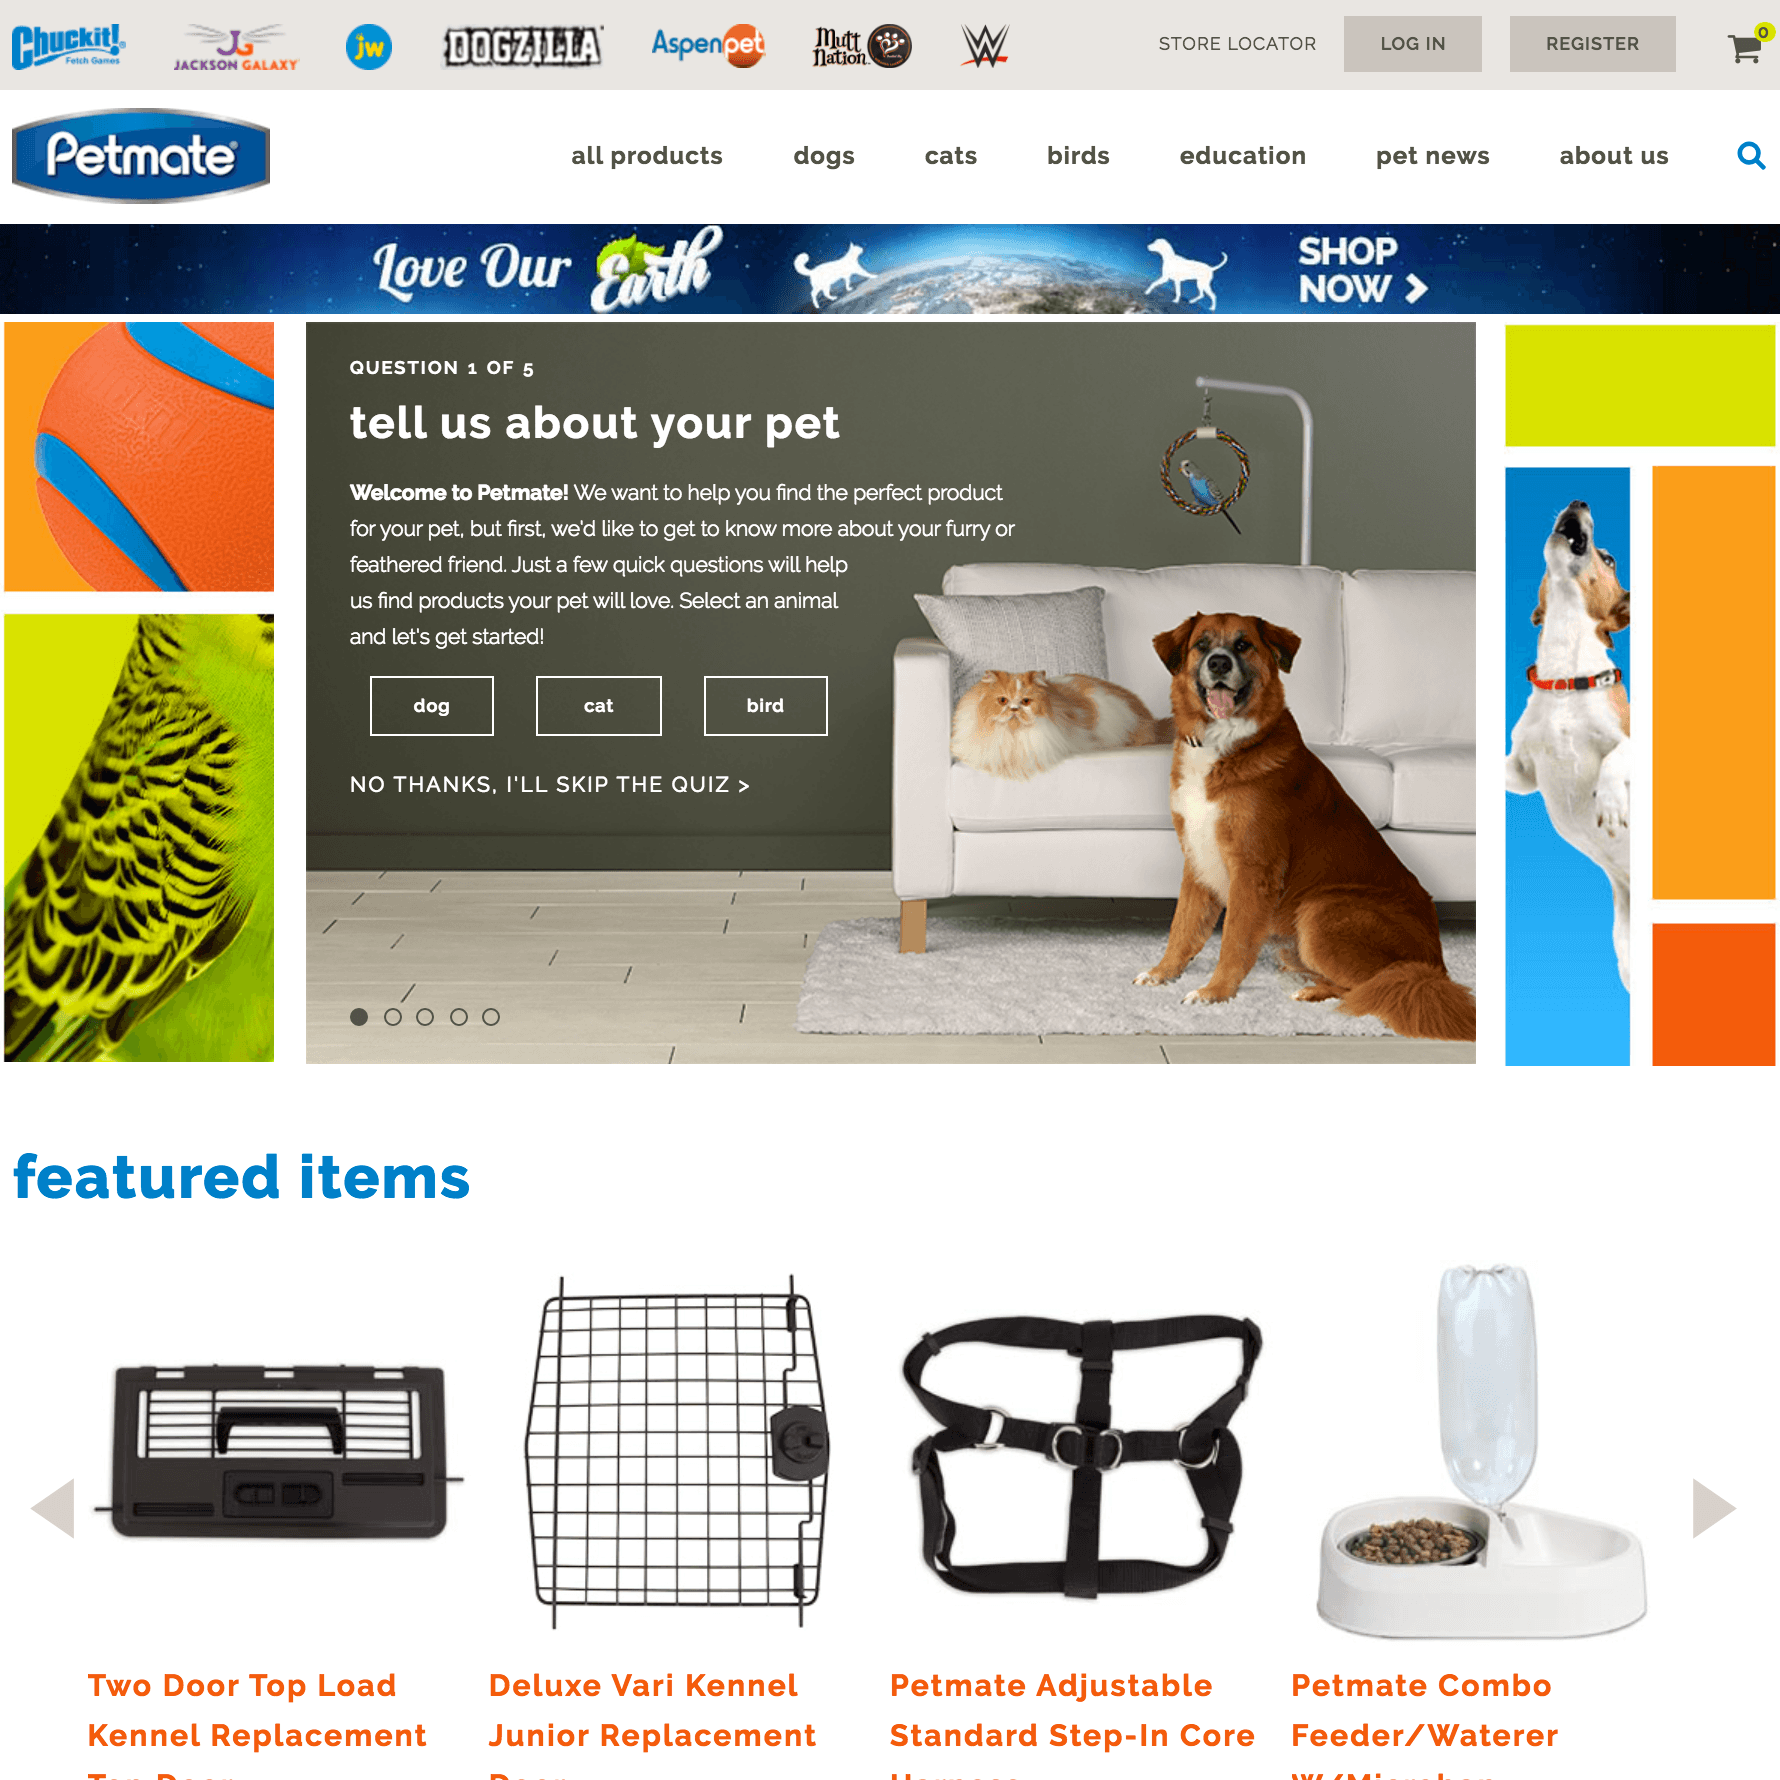 Chuckit!
Fetch Games
JG
JACKSON GALAXY
jw
DOGZILLA
Aspenpet
Mutt
Nation
W
STORE LOCATOR
LOG IN
REGISTER
0
Petmate®
all products
dogs
cats
birds
education
pet news
about us
Love Our Earth
SHOP
NOW
QUESTION 1 OF 5
tell us about your pet
Welcome to Petmate! We want to help you find the perfect product
for your pet, but first, we'd like to get to know more about your furry or
feathered friend. Just a few quick questions will help
us find products your pet will love. Select an animal
and let's get started!
dog
cat
bird
NO THANKS, I'LL SKIP THE QUIZ >
featured items
Two Door Top Load
Kennel Replacement
Top Door
Deluxe Vari Kennel
Junior Replacement
Door
Petmate Adjustable
Standard Step-In Core
Harness
Petmate Combo
Feeder/Waterer
W/Microban